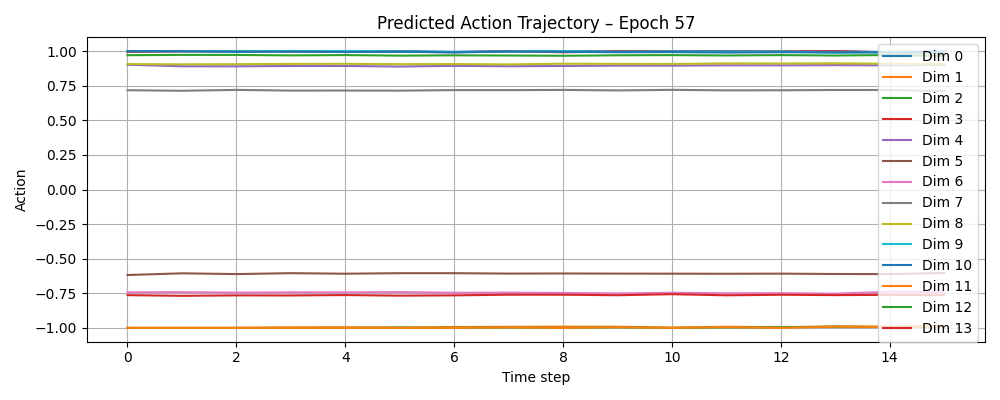 Predicted Action Trajectory – Epoch 57
1.00
0.75
0.50
0.25
0.00
−0.25
−0.50
−0.75
−1.00
Action
0 2 4 6 8 10 12 14
Time step
Dim 0
Dim 1
Dim 2
Dim 3
Dim 4
Dim 5
Dim 6
Dim 7
Dim 8
Dim 9
Dim 10
Dim 11
Dim 12
Dim 13